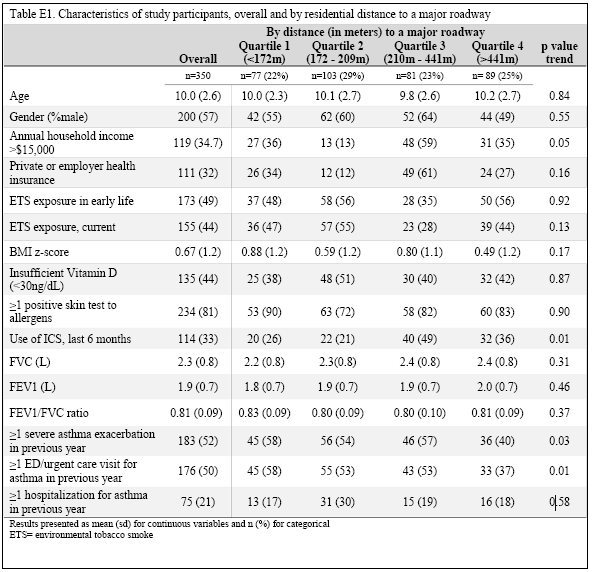 Table E1. Characteristics of study participants, overall and by residential distance to a major roadway
By distance (in meters) to a major roadway
Overall Quartile 1 (<172m) Quartile 2 (172 - 209m) Quartile 3 (210m - 441m) Quartile 4 (>441m) p value trend
n=350 n=77 (22%) n=103 (29%) n=81 (23%) n= 89 (25%)
Age 10.0 (2.6) 10.0 (2.3) 10.1 (2.7) 9.8 (2.6) 10.2 (2.7) 0.84
Gender (%male) 200 (57) 42 (55) 62 (60) 52 (64) 44 (49) 0.55
Annual household income >$15,000 119 (34.7) 27 (36) 13 (13) 48 (59) 31 (35) 0.05
Private or employer health insurance 111 (32) 26 (34) 12 (12) 49 (61) 24 (27) 0.16
ETS exposure in early life 173 (49) 37 (48) 58 (56) 28 (35) 50 (56) 0.92
ETS exposure, current 155 (44) 36 (47) 57 (55) 23 (28) 39 (44) 0.13
BMI z-score 0.67 (1.2) 0.88 (1.2) 0.59 (1.2) 0.80 (1.1) 0.49 (1.2) 0.17
Insufficient Vitamin D (<30ng/dL) 135 (44) 25 (38) 48 (51) 30 (40) 32 (42) 0.87
≥1 positive skin test to allergens 234 (81) 53 (90) 63 (72) 58 (82) 60 (83) 0.90
Use of ICS, last 6 months 114 (33) 20 (26) 22 (21) 40 (49) 32 (36) 0.01
FVC (L) 2.3 (0.8) 2.2 (0.8) 2.3(0.8) 2.4 (0.8) 2.4 (0.8) 0.31
FEV1 (L) 1.9 (0.7) 1.8 (0.7) 1.9 (0.7) 1.9 (0.7) 2.0 (0.7) 0.46
FEV1/FVC ratio 0.81 (0.09) 0.83 (0.09) 0.80 (0.09) 0.80 (0.10) 0.81 (0.09) 0.37
≥1 severe asthma exacerbation in previous year 183 (52) 45 (58) 56 (54) 46 (57) 36 (40) 0.03
≥1 ED/urgent care visit for asthma in previous year 176 (50) 45 (58) 55 (53) 43 (53) 33 (37) 0.01
≥1 hospitalization for asthma in previous year 75 (21) 13 (17) 31 (30) 15 (19) 16 (18) 0.58
Results presented as mean (sd) for continuous variables and n (%) for categorical
ETS= environmental tobacco smoke